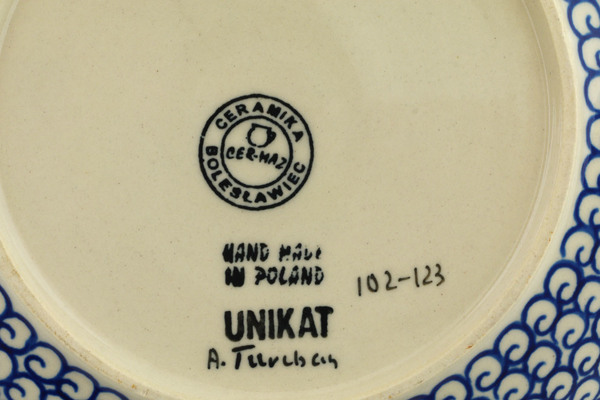 CERAMIKA
CER-MAZ
BOLESŁAWIEC
HAND MADE
IN POLAND
102-123
UNIKAT
A.